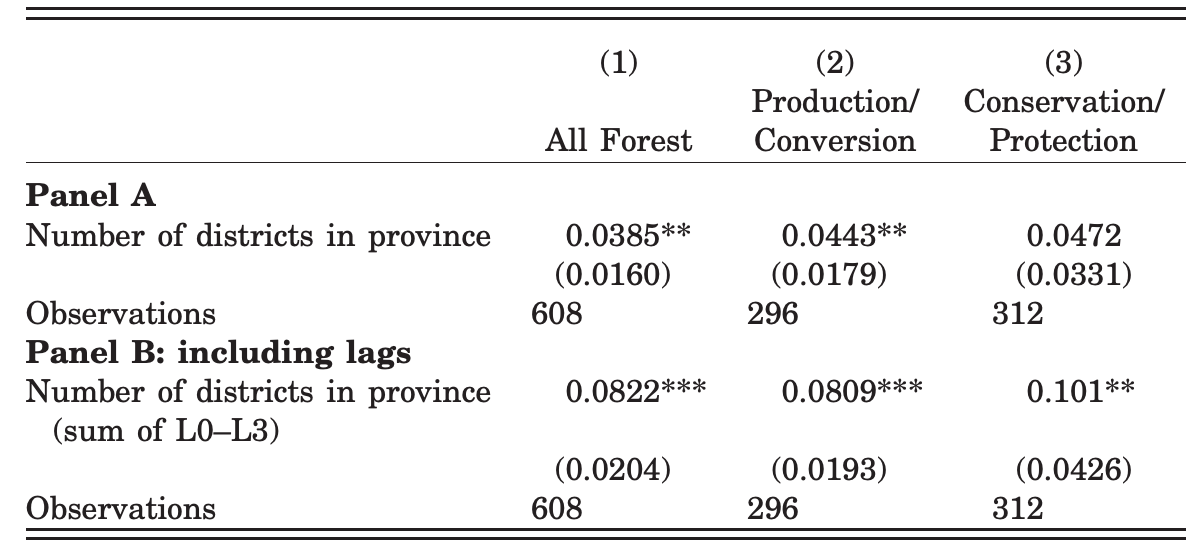 (1) (2) (3)
Production/ Conservation/
All Forest Conversion Protection
Panel A
Number of districts in province 0.0385** 0.0443** 0.0472
(0.0160) (0.0179) (0.0331)
Observations 608 296 312
Panel B: including lags
Number of districts in province 0.0822*** 0.0809*** 0.101**
(sum of L0–L3)
(0.0204) (0.0193) (0.0426)
Observations 608 296 312